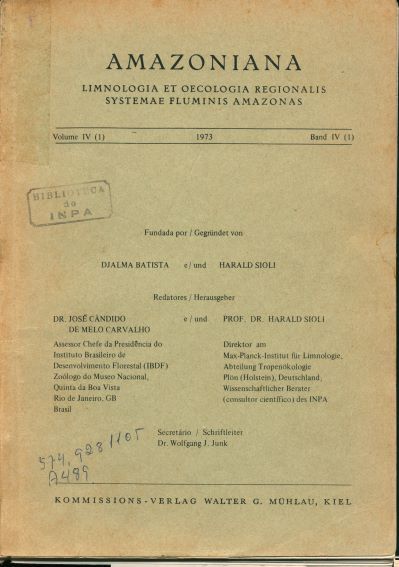 AMAZONIANA
LIMNOLOGIA ET OECOLOGIA REGIONALIS
SYSTEMAE FLUMINIS AMAZONAS
Volume IV (1) 1973 Band IV (1)
BIBLIOTECA
do
INPA
Fundada por / Gegründet von
DJALMA BATISTA e / und HARALD SIOLI
Redatores / Herausgeber
DR. JOSÉ CÂNDIDO e / und PROF. DR. HARALD SIOLI
DE MELO CARVALHO
Assessor Chefe da Presidência do
Instituto Brasileiro de
Desenvolvimento Florestal (IBDF)
Zoólogo do Museo Nacional,
Quinta da Boa Vista
Rio de Janeiro, GB
Brasil
Direktor am
Max-Planck-Institut für Limnologie,
Abteilung Tropenökologie
Plön (Holstein), Deutschland,
Wissenschaftlicher Berater
(consultor científico) des INPA
Secretário / Schriftleiter
Dr. Wolfgang J. Junk
574,9281105
A489
KOMMISSIONS-VERLAG WALTER G. MÜHLAU, KIEL